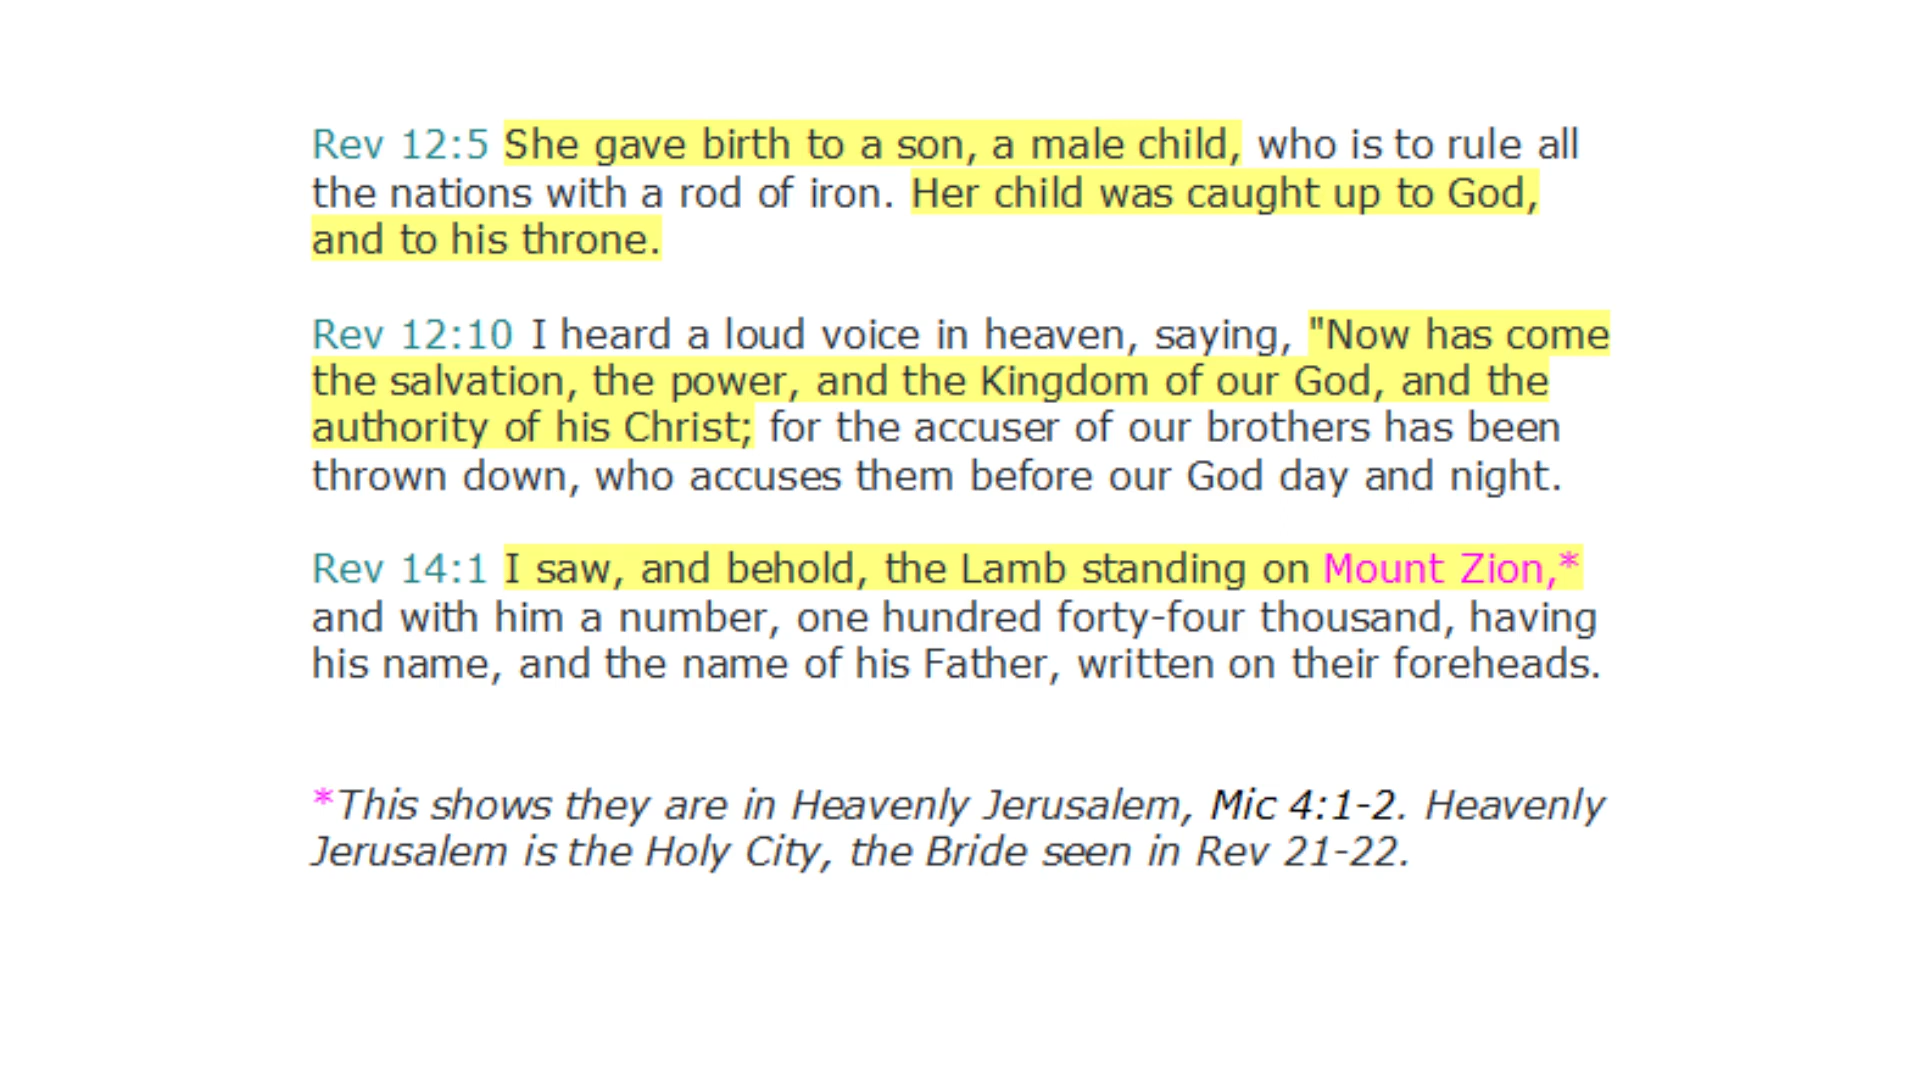 Rev 12:5 She gave birth to a son, a male child, who is to rule all
the nations with a rod of iron. Her child was caught up to God,
and to his throne.
Rev 12:10 I heard a loud voice in heaven, saying, "Now has come
the salvation, the power, and the Kingdom of our God, and the
authority of his Christ; for the accuser of our brothers has been
thrown down, who accuses them before our God day and night.
Rev 14:1 I saw, and behold, the Lamb standing on Mount Zion,*
and with him a number, one hundred forty-four thousand, having
his name, and the name of his Father, written on their foreheads.
*This shows they are in Heavenly Jerusalem, Mic 4:1-2. Heavenly
Jerusalem is the Holy City, the Bride seen in Rev 21-22.